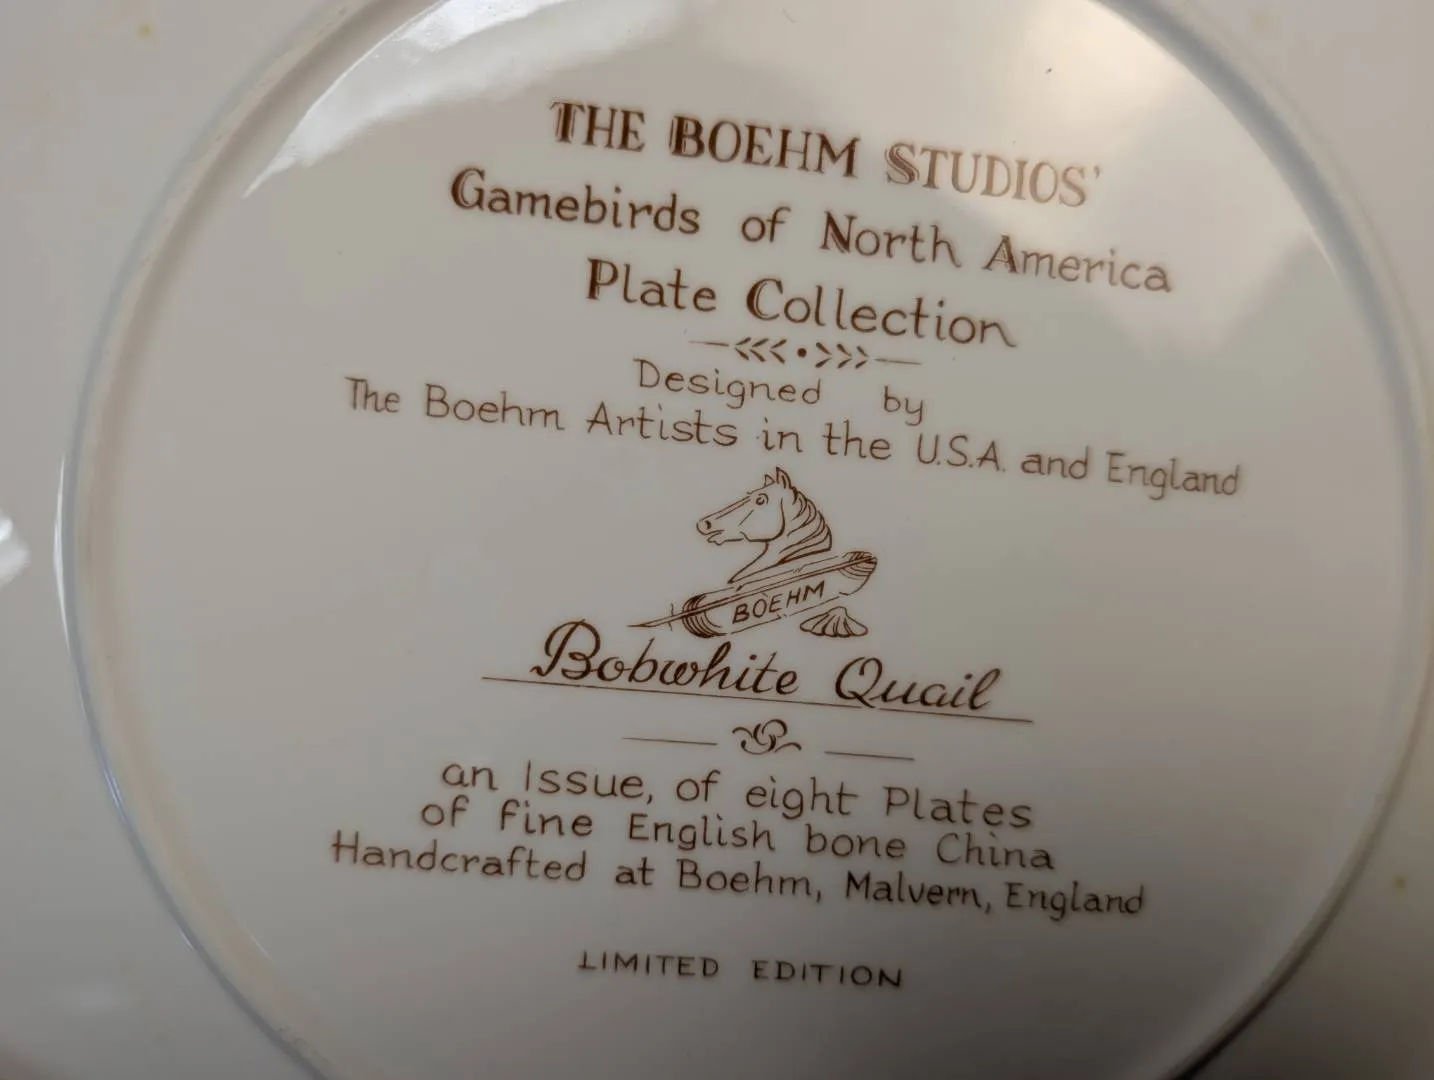 THE BOEHM STUDIOS'
Gamebirds of North America
Plate Collection
Designed by
The Boehm Artists in the U.S.A. and England
BOEHM
Bobwhite Quail
an Issue, of eight Plates
of fine English bone China
Handcrafted at Boehm, Malvern, England
LIMITED EDITION